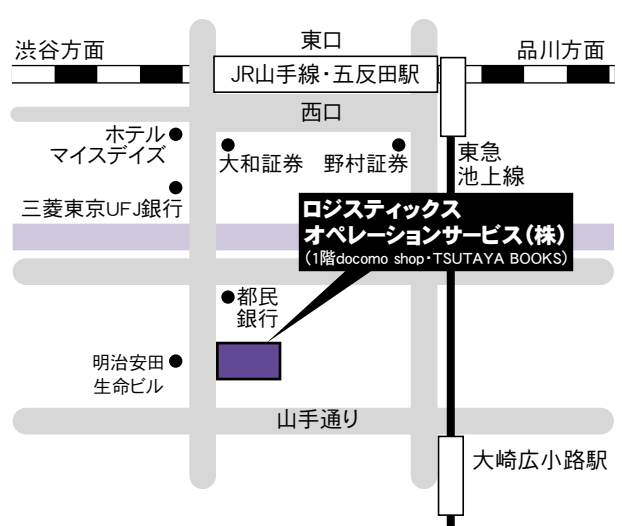 東口
渋谷方面
品川方面
JR山手線・五反田駅
西口
ホテル
マイスデイズ
大和証券
野村証券
東急
池上線
三菱東京UFJ銀行
ロジスティックス
オペレーションサービス(株)
(1階docomo shop・TSUTAYA BOOKS)
都民
銀行
明治安田
生命ビル
山手通り
大崎広小路駅